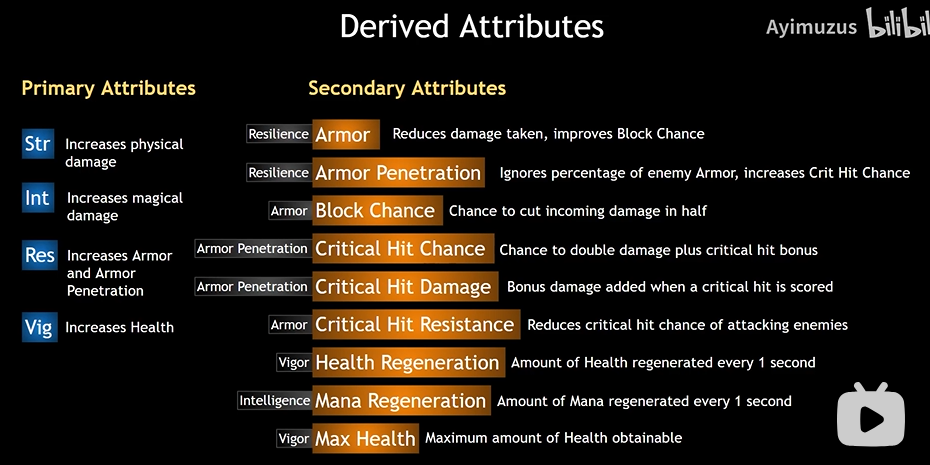 Derived Attributes
Ayimuzus bilibil
Primary Attributes
Secondary Attributes
Str Increases physical
damage
Int Increases magical
damage
Res Increases Armor
and Armor
Penetration
Vig Increases Health
Resilience Armor Reduces damage taken, improves Block Chance
Resilience Armor Penetration Ignores percentage of enemy Armor, increases Crit Hit Chance
Armor Block Chance Chance to cut incoming damage in half
Armor Penetration Critical Hit Chance Chance to double damage plus critical hit bonus
Armor Penetration Critical Hit Damage Bonus damage added when a critical hit is scored
Armor Critical Hit Resistance Reduces critical hit chance of attacking enemies
Vigor Health Regeneration Amount of Health regenerated every 1 second
Intelligence Mana Regeneration Amount of Mana regenerated every 1 second
Vigor Max Health Maximum amount of Health obtainable